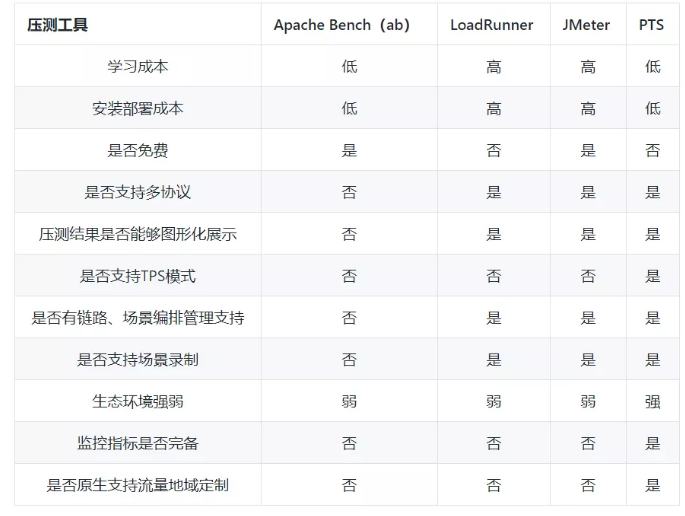 压测工具 Apache Bench（ab） LoadRunner JMeter PTS
学习成本 低 高 高 低
安装部署成本 低 高 高 低
是否免费 是 否 是 否
是否支持多协议 否 是 是 是
压测结果是否能够图形化展示 否 是 是 是
是否支持TPS模式 否 否 否 是
是否有链路、场景编排管理支持 否 是 是 是
是否支持场景录制 否 是 是 是
生态环境强弱 弱 弱 弱 强
监控指标是否完备 否 否 否 是
是否原生支持流量地域定制 否 否 否 是